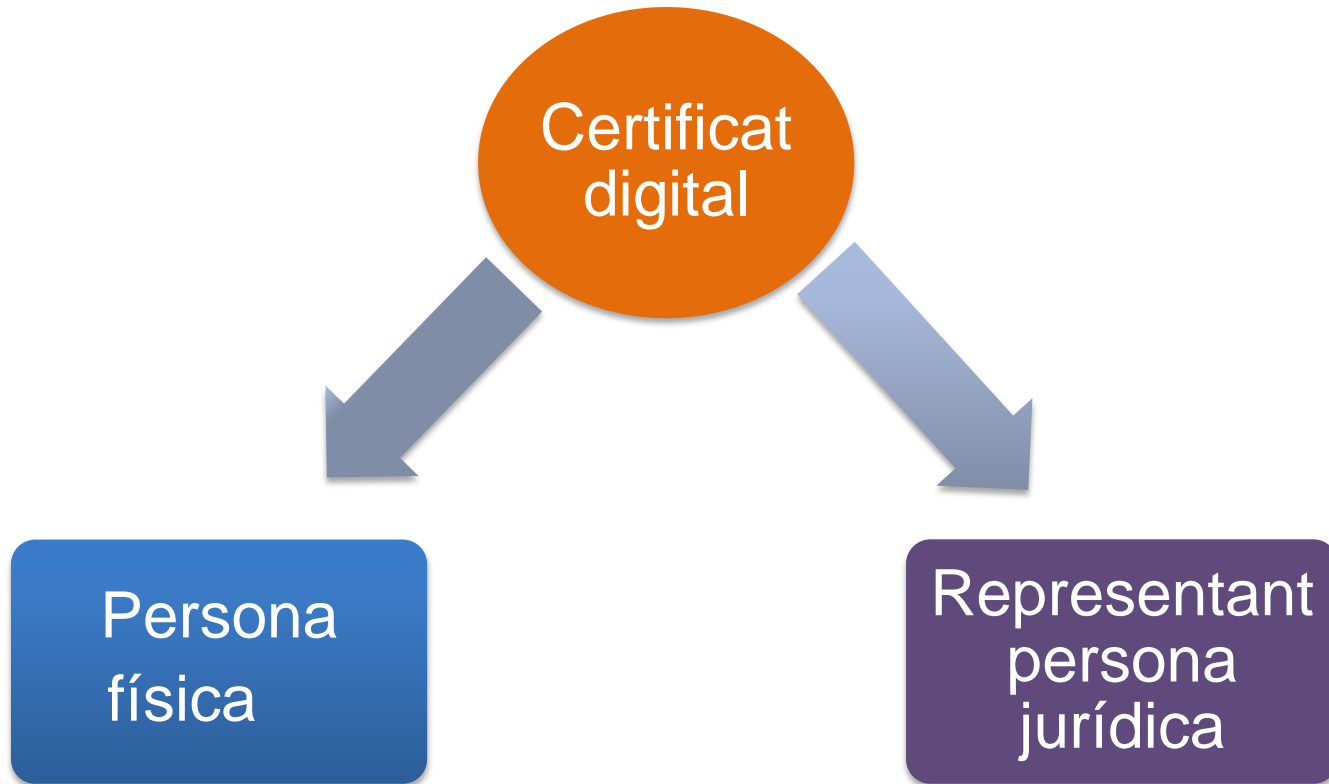 Certificat
digital
Persona
física
Representant
persona
jurídica